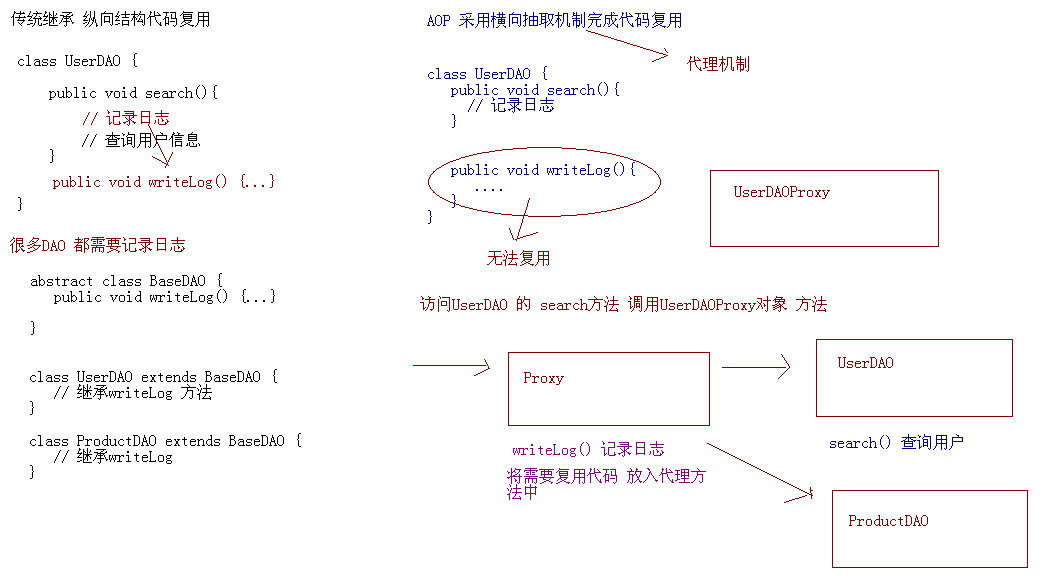 传统继承 纵向结构代码复用
class UserDAO {
public void search(){
// 记录日志
// 查询用户信息
}
public void writeLog() {...}
}
很多DAO 都需要记录日志
abstract class BaseDAO {
public void writeLog() {...}
}
class UserDAO extends BaseDAO {
// 继承writeLog 方法
}
class ProductDAO extends BaseDAO {
// 继承writeLog
}
AOP 采用横向抽取机制完成代码复用
代理机制
class UserDAO {
public void search(){
// 记录日志
}
public void writeLog(){
....
}
}
无法复用
UserDAOProxy
访问UserDAO 的 search方法 调用UserDAOProxy对象 方法
Proxy
UserDAO
writeLog() 记录日志
将需要复用代码 放入代理方
法中
search() 查询用户
ProductDAO